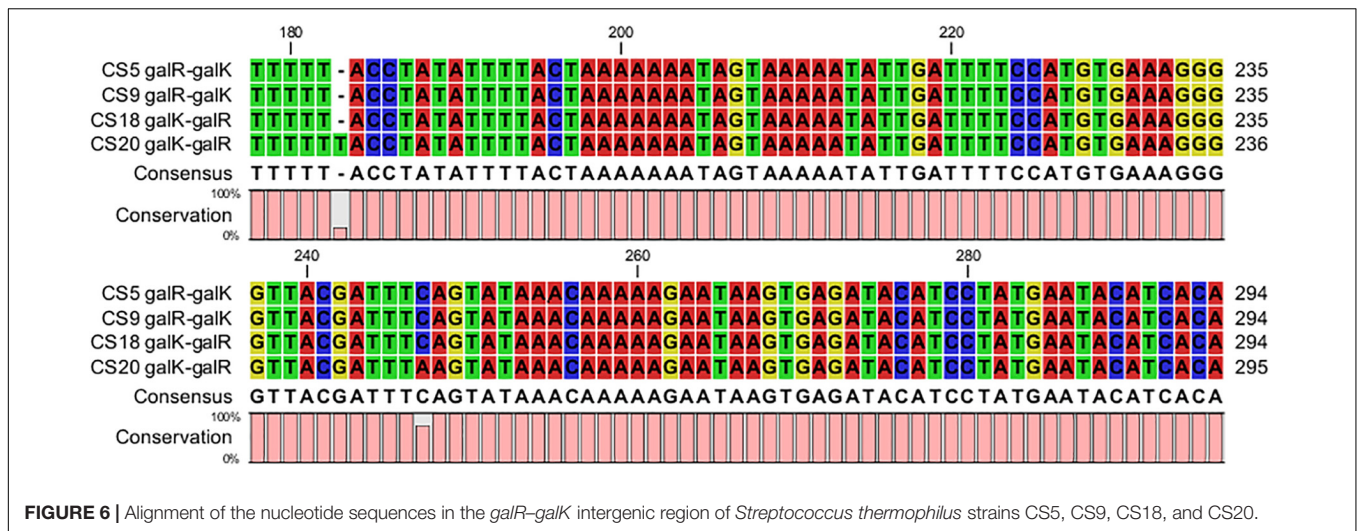 180 200 220
CS5 galR-galK TTTTT-ACCTATATTTTACTAAAAAAATAGTAAAAATATTGATTTTCCATGTGAAAGGG 235
CS9 galR-galK TTTTT-ACCTATATTTTACTAAAAAAATAGTAAAAATATTGATTTTCCATGTGAAAGGG 235
CS18 galK-galR TTTTT-ACCTATATTTTACTAAAAAAATAGTAAAAATATTGATTTTCCATGTGAAAGGG 235
CS20 galK-galR TTTTTTACCTATATTTTACTAAAAAAATAGTAAAAATATTGATTTTCCATGTGAAAGGG 236
Consensus TTTTT-ACCTATATTTTACTAAAAAAATAGTAAAAATATTGATTTTCCATGTGAAAGGG
100%
Conservation
0%
240 260 280
CS5 galR-galK GTTACGATTTCAGTATAAACAAAAAGAATAAGTGAGATACATCCTATGAATACATCACA 294
CS9 galR-galK GTTACGATTTCAGTATAAACAAAAAGAATAAGTGAGATACATCCTATGAATACATCACA 294
CS18 galK-galR GTTACGATTTCAGTATAAACAAAAAGAATAAGTGAGATACATCCTATGAATACATCACA 294
CS20 galK-galR GTTACGATTTAAGTATAAACAAAAAGAATAAGTGAGATACATCCTATGAATACATCACA 295
Consensus GTTACGATTTCAGTATAAACAAAAAGAATAAGTGAGATACATCCTATGAATACATCACA
100%
Conservation
0%
FIGURE 6 | Alignment of the nucleotide sequences in the galR–galK intergenic region of Streptococcus thermophilus strains CS5, CS9, CS18, and CS20.